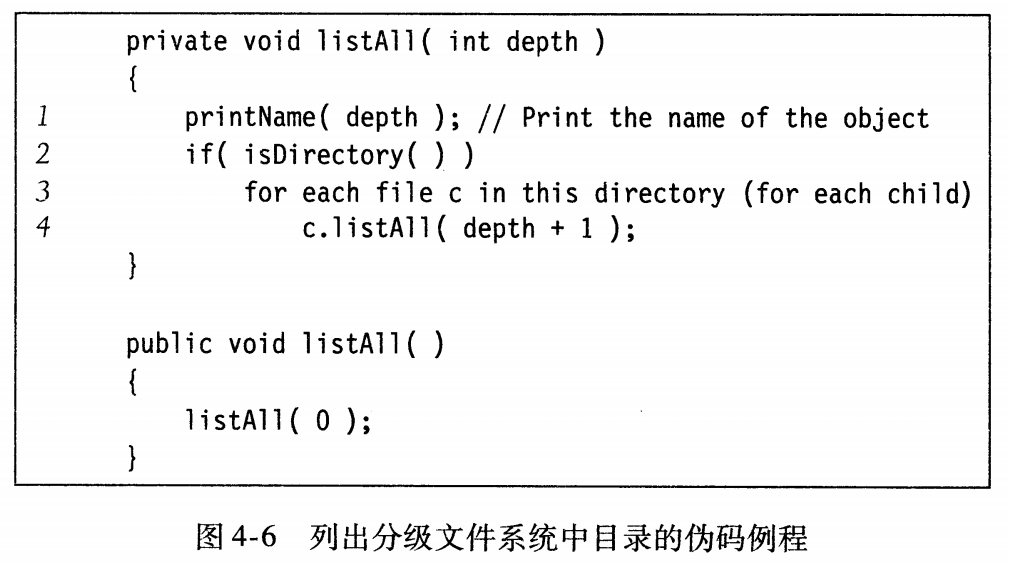 private void listAll( int depth )
{
1 printName( depth ); // Print the name of the object
2 if( isDirectory( ) )
3 for each file c in this directory (for each child)
4 c.listAll( depth + 1 );
}
public void listAll( )
{
listAll( 0 );
}
图 4-6 列出分级文件系统中目录的伪码例程